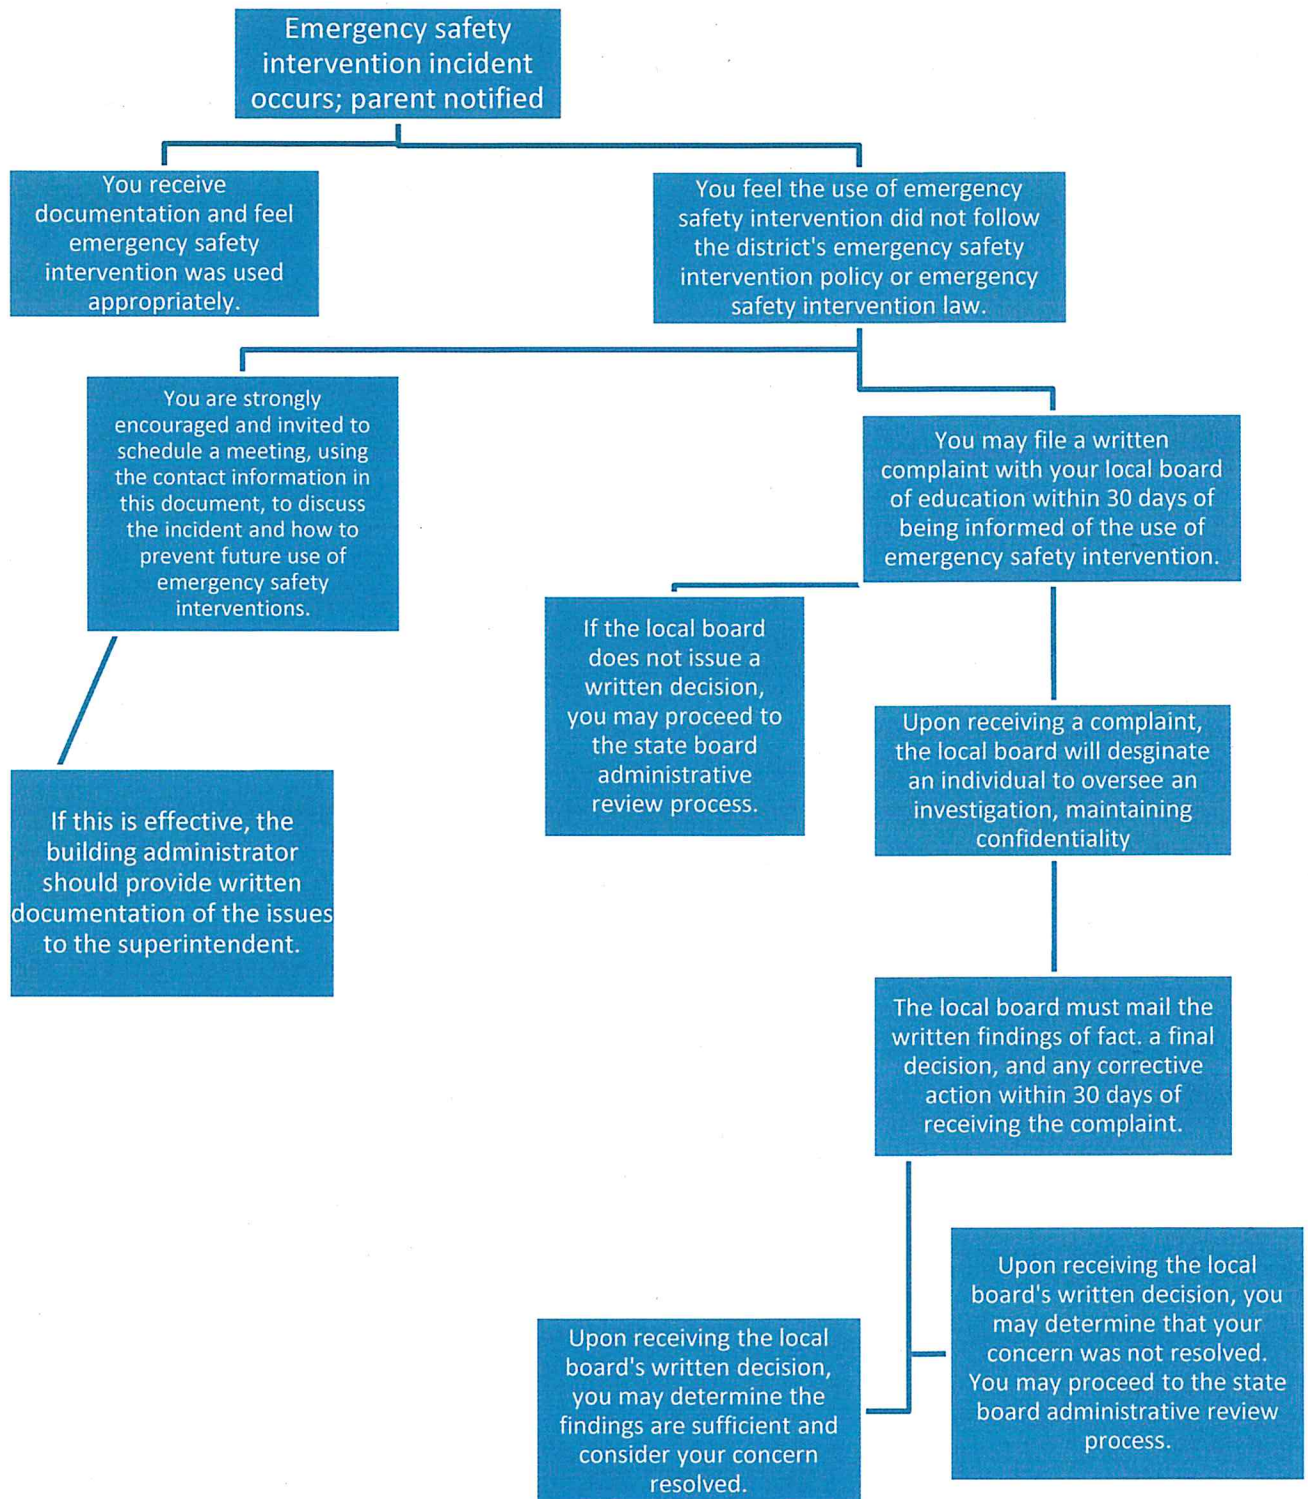 Emergency safety
intervention incident
occurs; parent notified
You receive
documentation and feel
emergency safety
intervention was used
appropriately.
You feel the use of emergency
safety intervention did not follow
the district's emergency safety
intervention policy or emergency
safety intervention law.
You are strongly
encouraged and invited to
schedule a meeting, using
the contact information in
this document, to discuss
the incident and how to
prevent future use of
emergency safety
interventions.
You may file a written
complaint with your local board
of education within 30 days of
being informed of the use of
emergency safety intervention.
If the local board
does not issue a
written decision,
you may proceed to
the state board
administrative
review process.
Upon receiving a complaint,
the local board will desginate
an individual to oversee an
investigation, maintaining
confidentiality
If this is effective, the
building administrator
should provide written
documentation of the issues
to the superintendent.
The local board must mail the
written findings of fact. a final
decision, and any corrective
action within 30 days of
receiving the complaint.
Upon receiving the local
board's written decision, you
may determine that your
concern was not resolved.
You may proceed to the state
board administrative review
process.
Upon receiving the local
board's written decision,
you may determine the
findings are sufficient and
consider your concern
resolved.